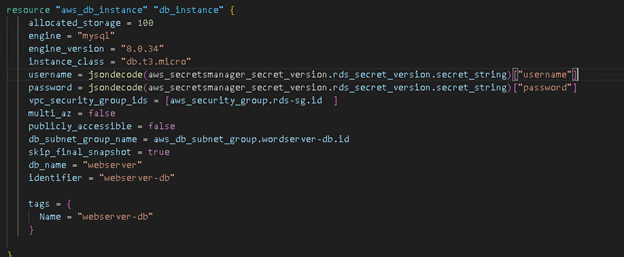 resource "aws_db_instance" "db_instance" {
allocated_storage = 100
engine = "mysql"
engine_version = "8.0.34"
instance_class = "db.t3.micro"
username = jsondecode(aws_secretsmanager_secret_version.rds_secret_version.secret_string)["username"]
password = jsondecode(aws_secretsmanager_secret_version.rds_secret_version.secret_string)["password"]
vpc_security_group_ids = [aws_security_group.rds-sg.id  ]
multi_az = false
publicly_accessible = false
db_subnet_group_name = aws_db_subnet_group.wordserver-db.id
skip_final_snapshot = true
db_name = "webserver"
identifier = "webserver-db"
tags = {
Name = "webserver-db"
}
}